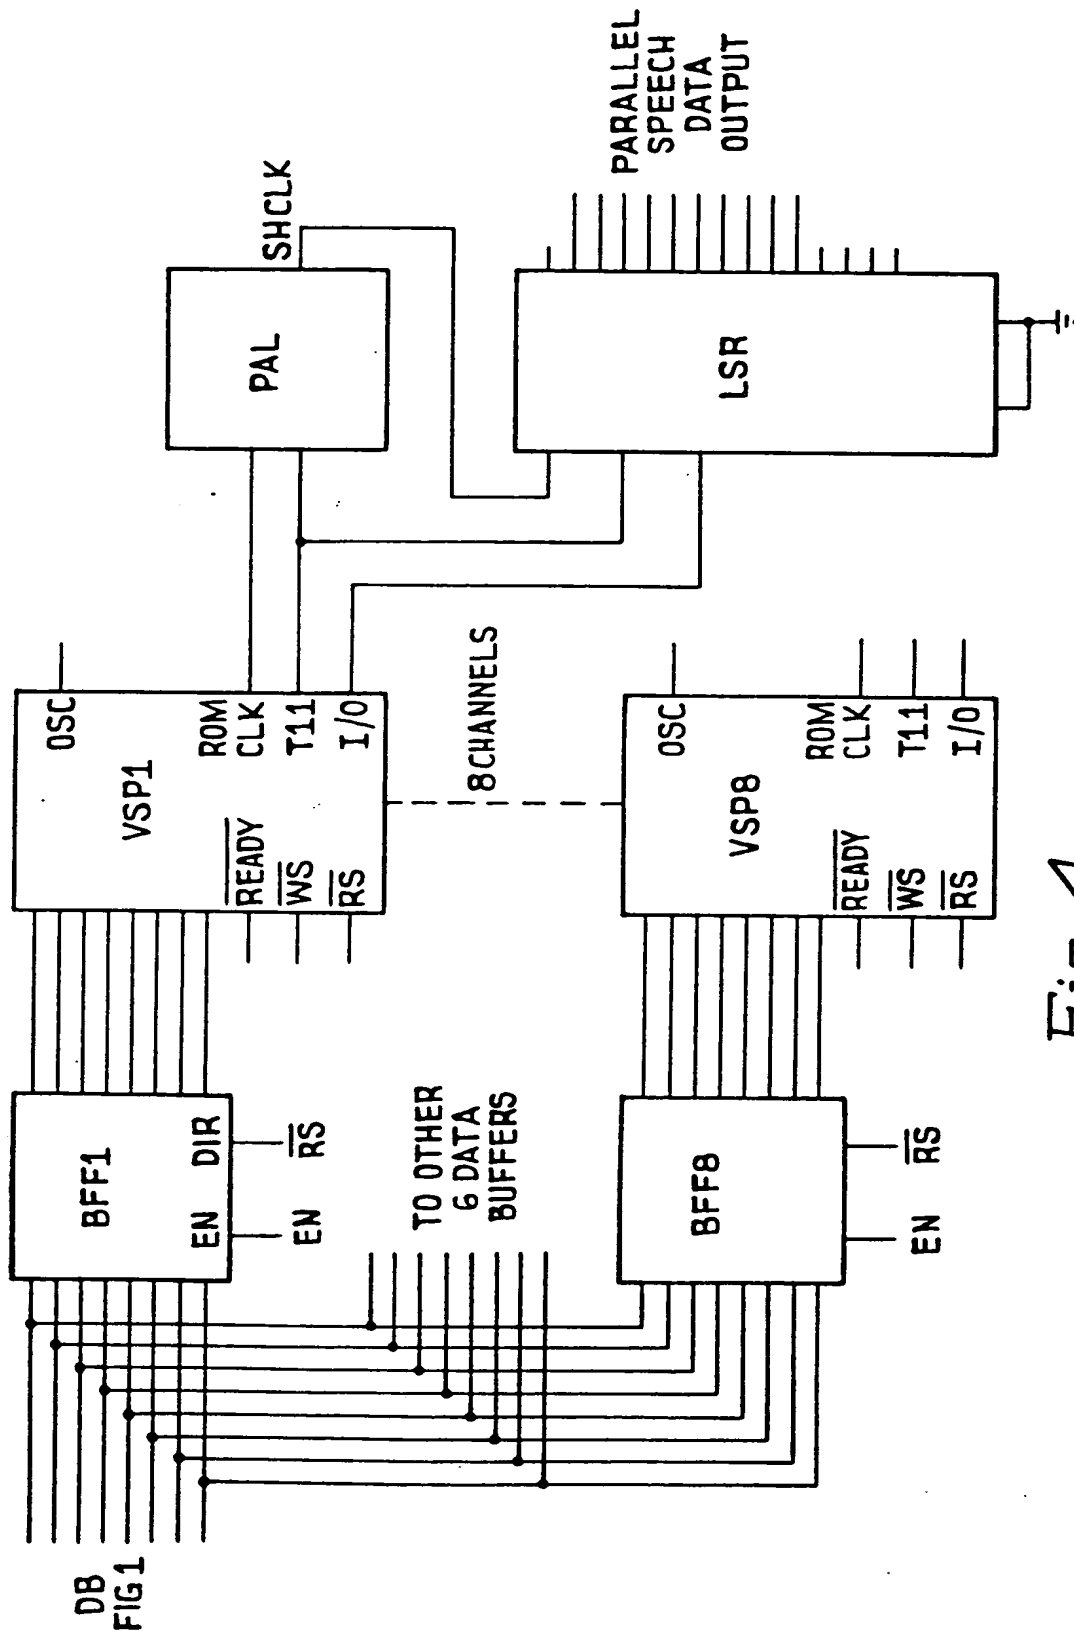 DB
FIG1
BFF1
EN
DIR
EN
RS
TO OTHER
6 DATA
BUFFERS
BFF8
EN
RS
VSP1
OSC
READY
WS
RS
ROM
CLK
T11
I/O
8 CHANNELS
VSP8
OSC
READY
WS
RS
ROM
CLK
T11
I/O
PAL
SHCLK
LSR
PARALLEL
SPEECH
DATA
OUTPUT